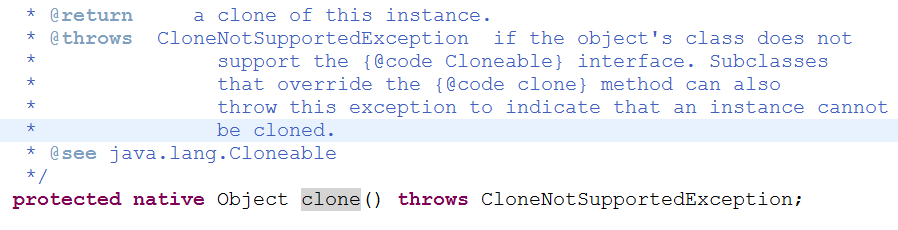 * @return     a clone of this instance.
* @throws  CloneNotSupportedException  if the object's class does not
*               support the {@code Cloneable} interface. Subclasses
*               that override the {@code clone} method can also
*               throw this exception to indicate that an instance cannot
*               be cloned.
* @see java.lang.Cloneable
*/
protected native Object clone() throws CloneNotSupportedException;